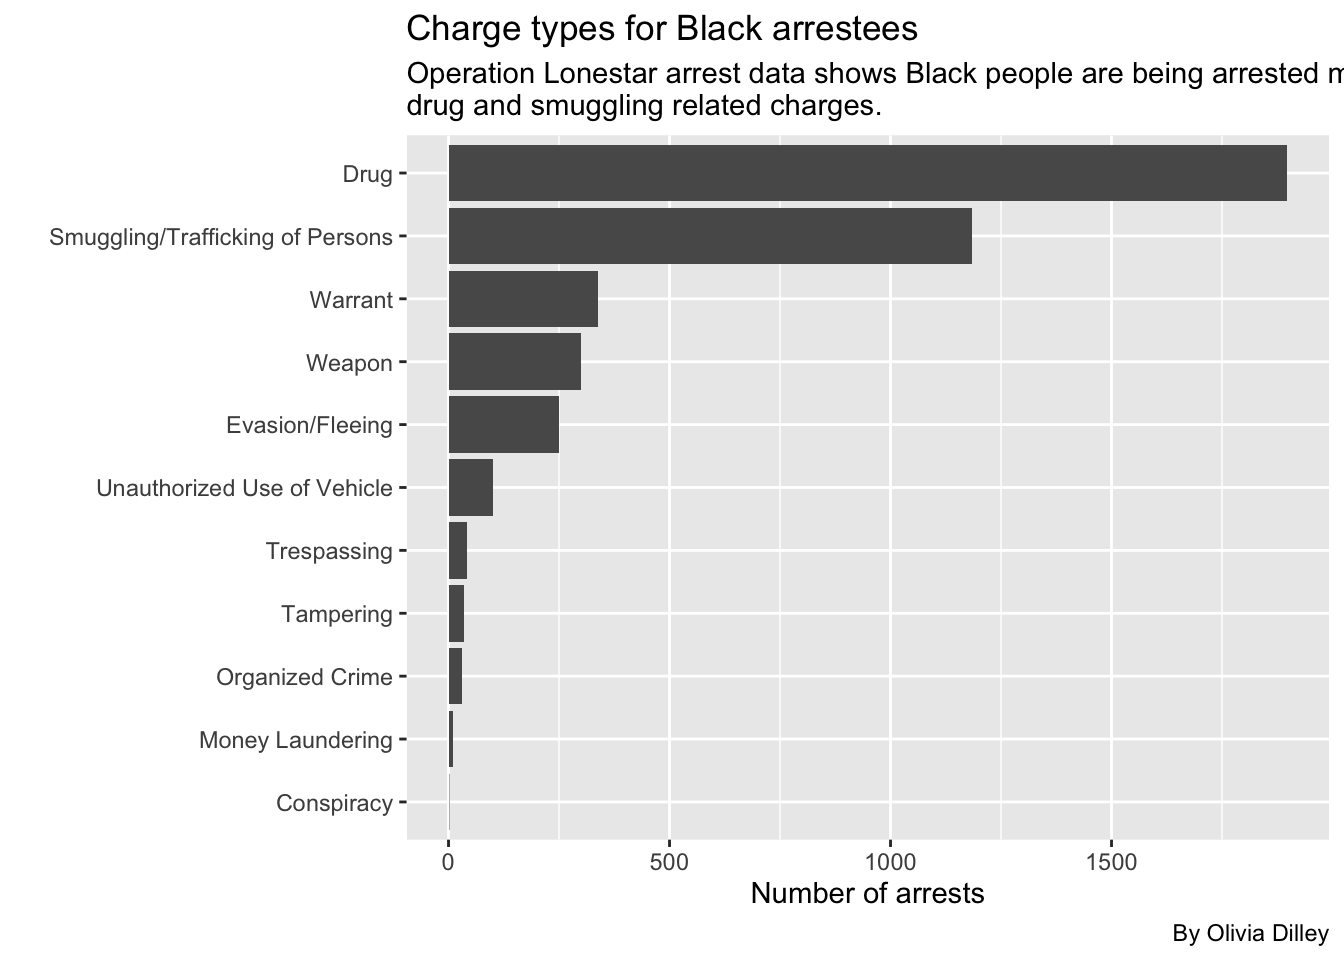 Charge types for Black arrestees
Operation Lonestar arrest data shows Black people are being arrested
drug and smuggling related charges.
Drug
Smuggling/Trafficking of Persons
Warrant
Weapon
Evasion/Fleeing
Unauthorized Use of Vehicle
Trespassing
Tampering
Organized Crime
Money Laundering
Conspiracy
0 500 1000 1500
Number of arrests
By Olivia Dilley